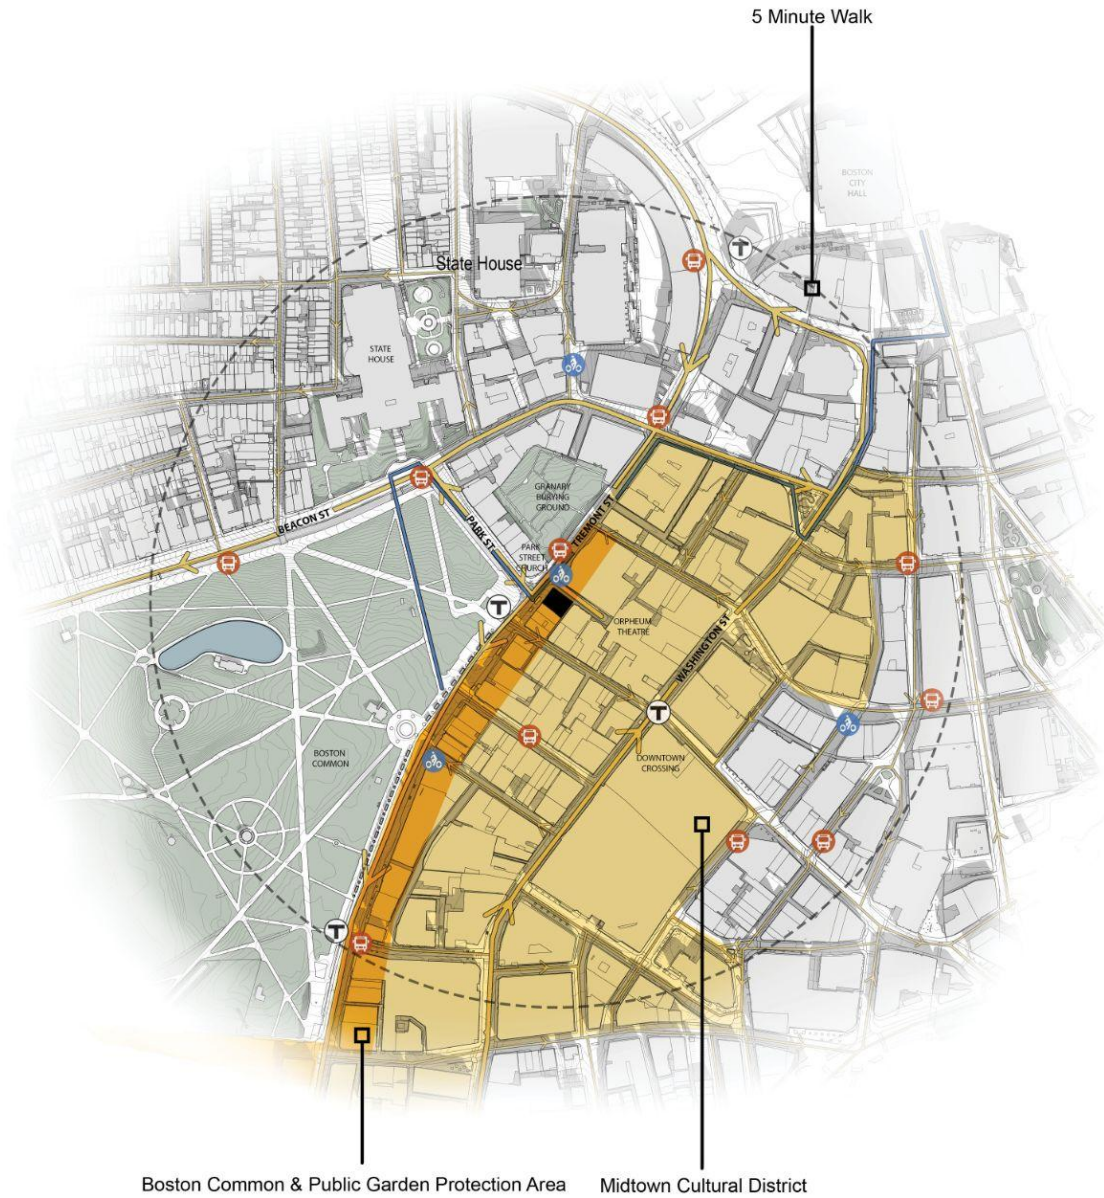 5 Minute Walk
BOSTON
CITY
HALL
T
State House
STATE
HOUSE
GRANARY
BURYING
GROUND
TREMONT ST
BEACON ST
PARK ST
PARK
STREET
CHURCH
T
ORPHEUM
THEATRE
WASHINGTON ST
T
BOSTON
COMMON
DOWNTOWN
CROSSING
T
Boston Common & Public Garden Protection Area
Midtown Cultural District